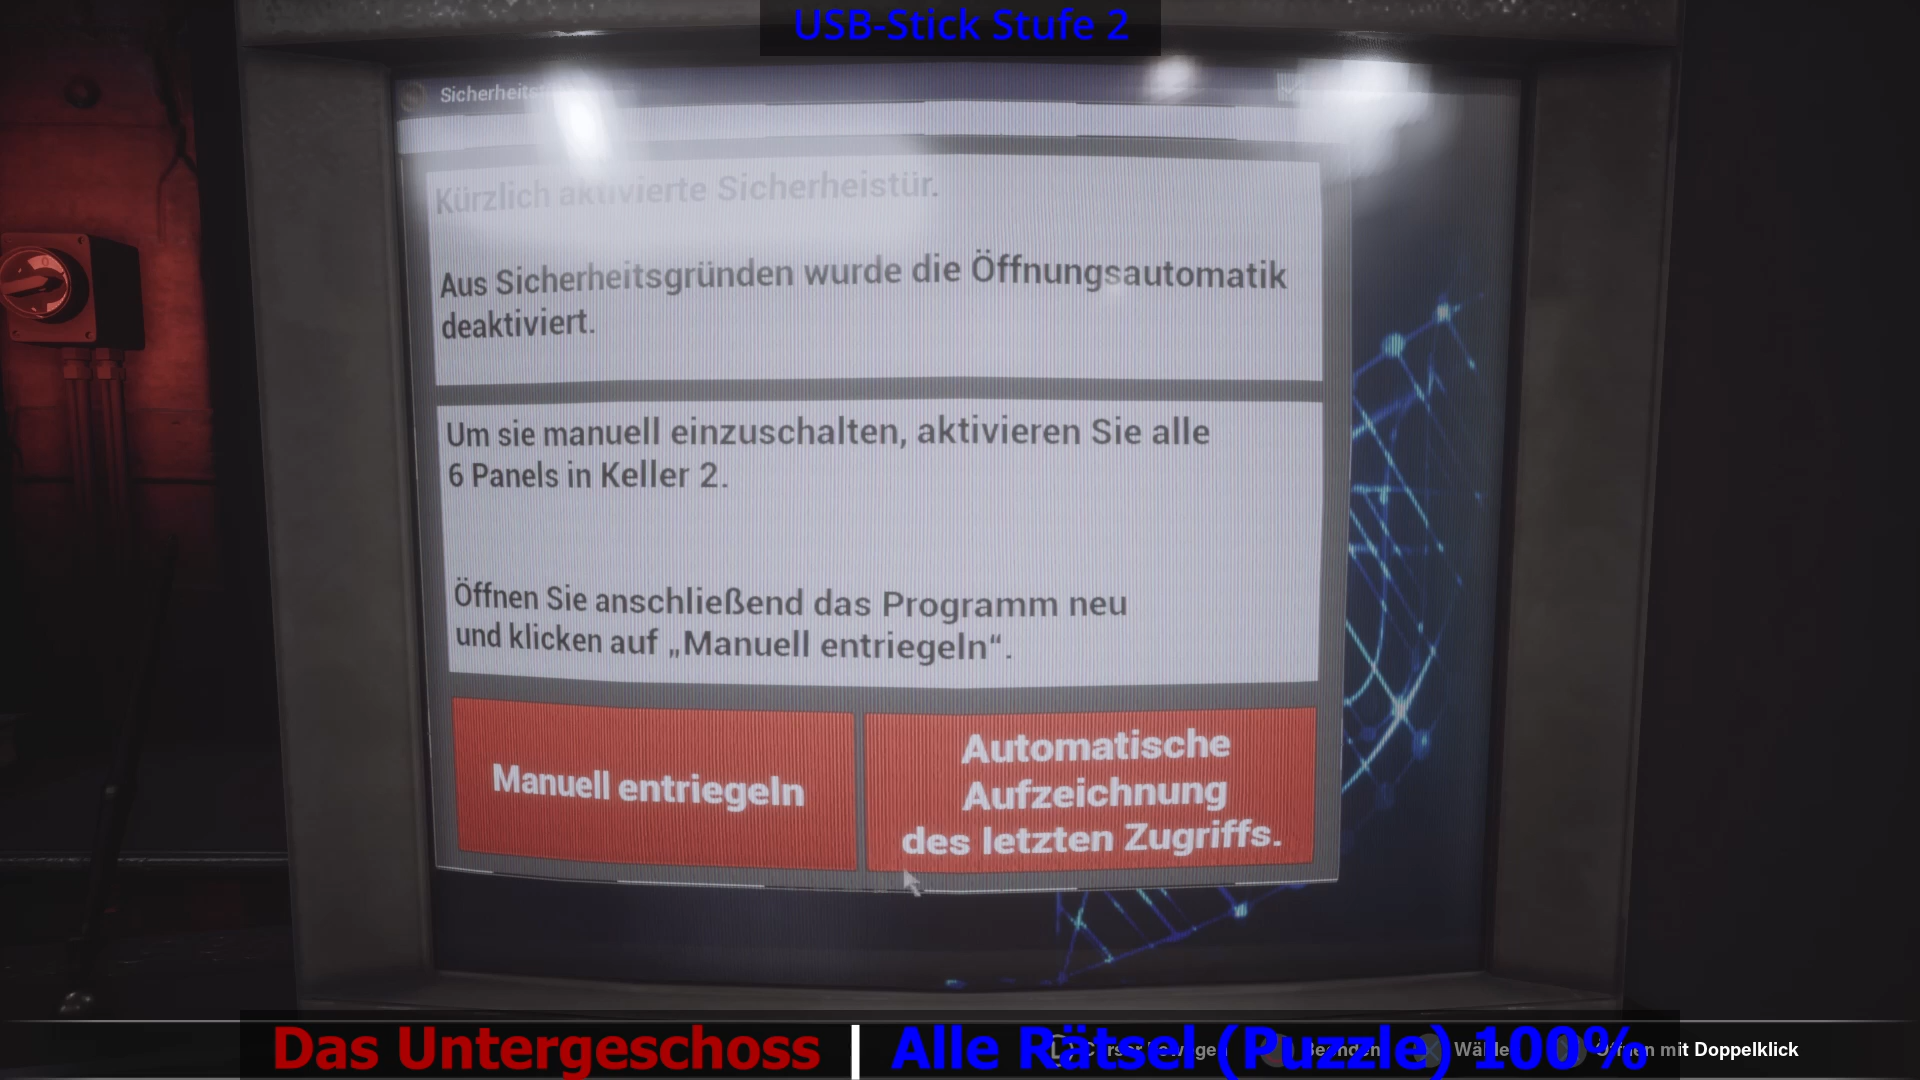 USB-Stick Stufe 2
Kürzlich aktivierte Sicherheistür.
Aus Sicherheitsgründen wurde die Öffnungsautomatik
deaktiviert.
Um sie manuell einzuschalten, aktivieren Sie alle
6 Panels in Keller 2.
Öffnen Sie anschließend das Programm neu
und klicken auf „Manuell entriegeln“.
Manuell entriegeln
Automatische
Aufzeichnung
des letzten Zugriffs.
Das Untergeschoss | Alle Rätsel (Puzzle) 100%
Beenden
Öffnen mit Doppelklick